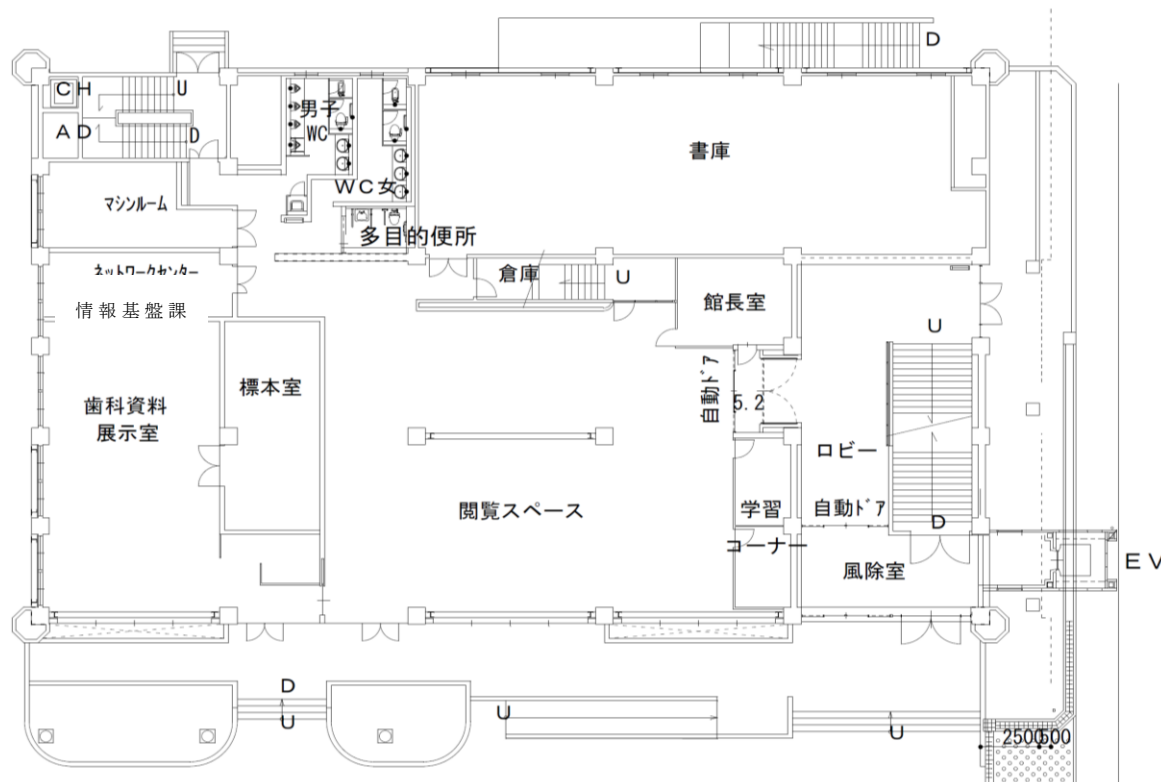 D
CH
U
男子
WC
AD
D
書庫
WC女
マシンルーム
多目的便所
ネットワークセンター
倉庫
U
情報基盤課
館長室
U
自動ドア
標本室
5.2
歯科資料
展示室
ロビー
閲覧スペース
学習
自動ドア
D
コーナー
風除室
EV
D
U
U
U
2500
500